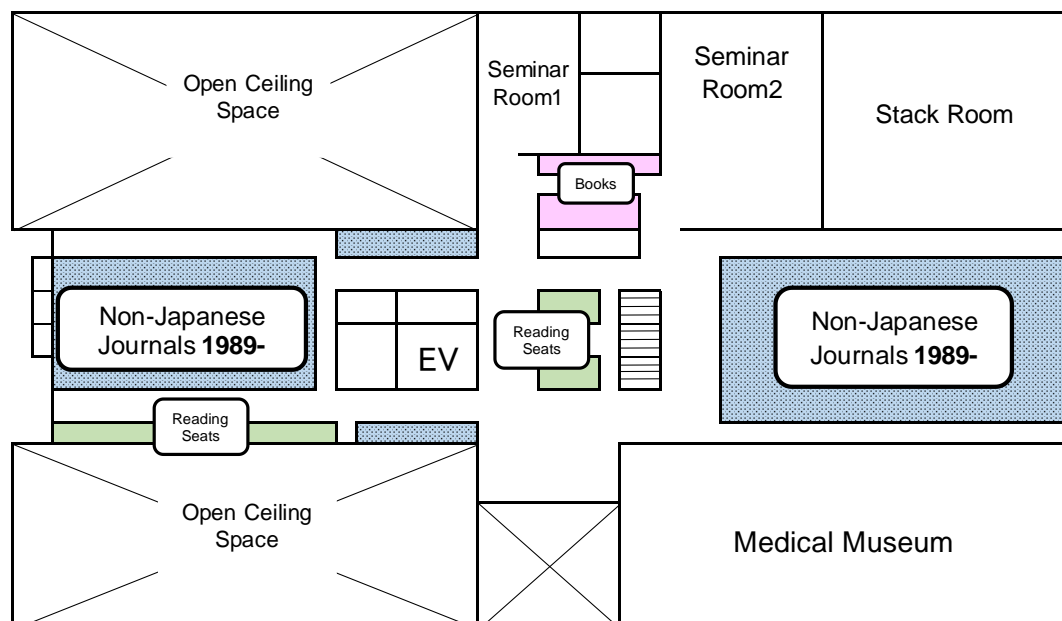 Open Ceiling
Space
Seminar
Room1
Seminar
Room2
Stack Room
Books
Non-Japanese
Journals 1989-
EV
Reading
Seats
Non-Japanese
Journals 1989-
Reading
Seats
Open Ceiling
Space
Medical Museum